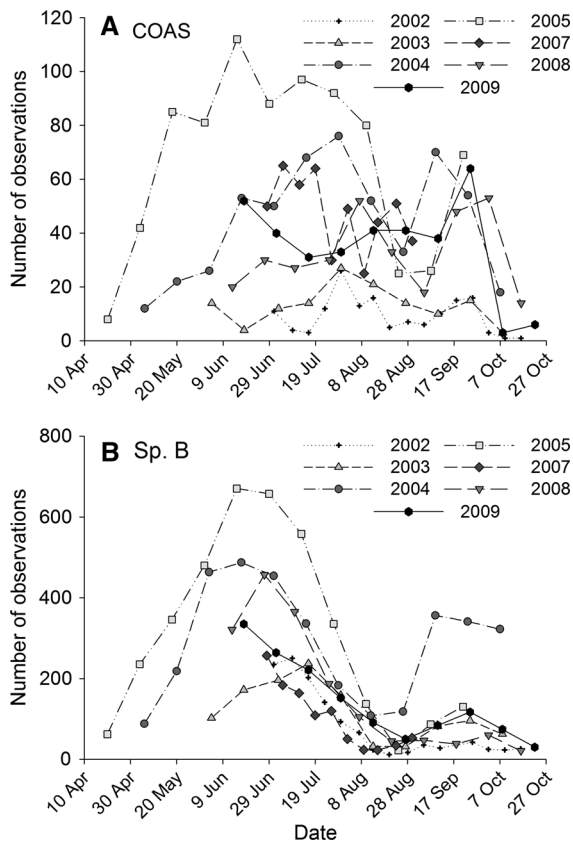 A COAS
2002
2003
2004
2005
2007
2008
2009
Number of observations
120
100
80
60
40
20
0
10 Apr
30 Apr
20 May
9 Jun
29 Jun
19 Jul
8 Aug
28 Aug
17 Sep
7 Oct
27 Oct
B Sp. B
2002
2003
2004
2005
2007
2008
2009
Number of observations
800
600
400
200
0
10 Apr
30 Apr
20 May
9 Jun
29 Jun
19 Jul
8 Aug
28 Aug
17 Sep
7 Oct
27 Oct
Date